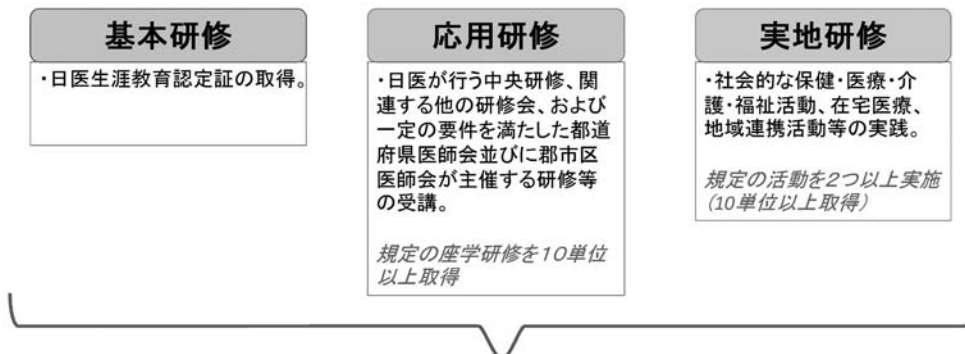 基本研修
・日医生涯教育認定証の取得。
応用研修
・日医が行う中央研修、関
連する他の研修会、および
一定の要件を満たした都道
府県医師会並びに郡市区
医師会が主催する研修等
の受講。
規定の座学研修を10単位
以上取得
実地研修
・社会的な保健・医療・介
護・福祉活動、在宅医療、
地域連携活動等の実践。
規定の活動を2つ以上実施
(10単位以上取得)